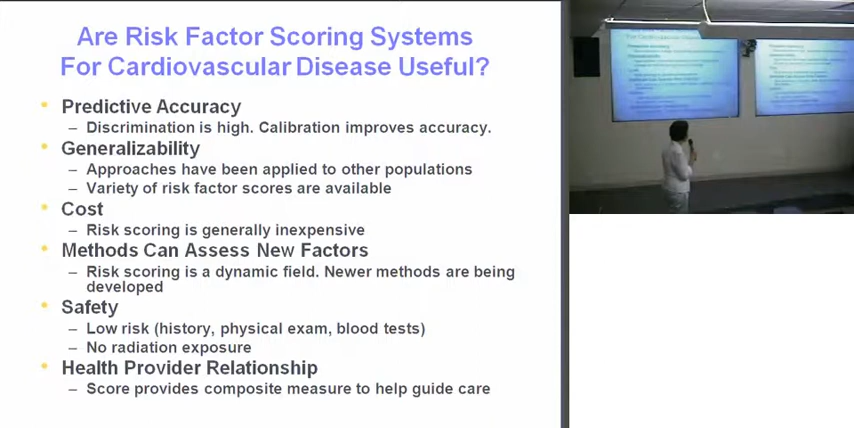 Are Risk Factor Scoring Systems
For Cardiovascular Disease Useful?
• Predictive Accuracy
– Discrimination is high. Calibration improves accuracy.
• Generalizability
– Approaches have been applied to other populations
– Variety of risk factor scores are available
• Cost
– Risk scoring is generally inexpensive
• Methods Can Assess New Factors
– Risk scoring is a dynamic field. Newer methods are being
developed
• Safety
– Low risk (history, physical exam, blood tests)
– No radiation exposure
• Health Provider Relationship
– Score provides composite measure to help guide care